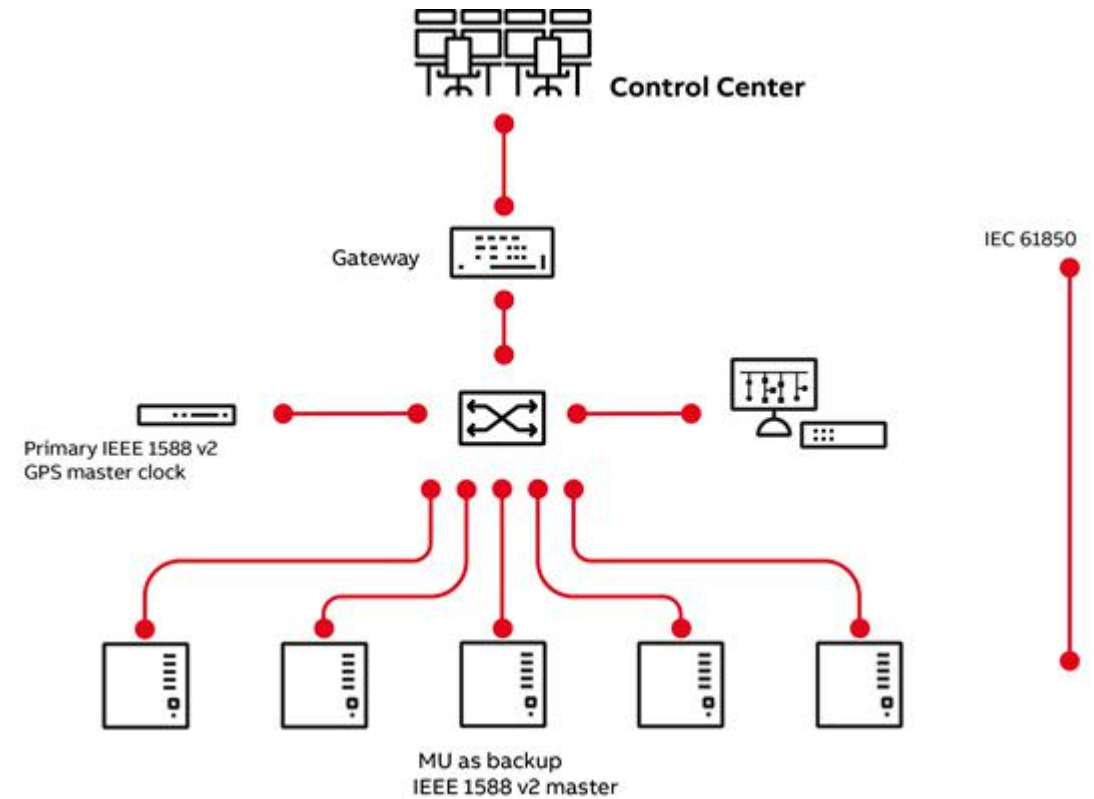 Control Center
Gateway
IEC 61850
Primary IEEE 1588 v2
GPS master clock
MU as backup
IEEE 1588 v2 master